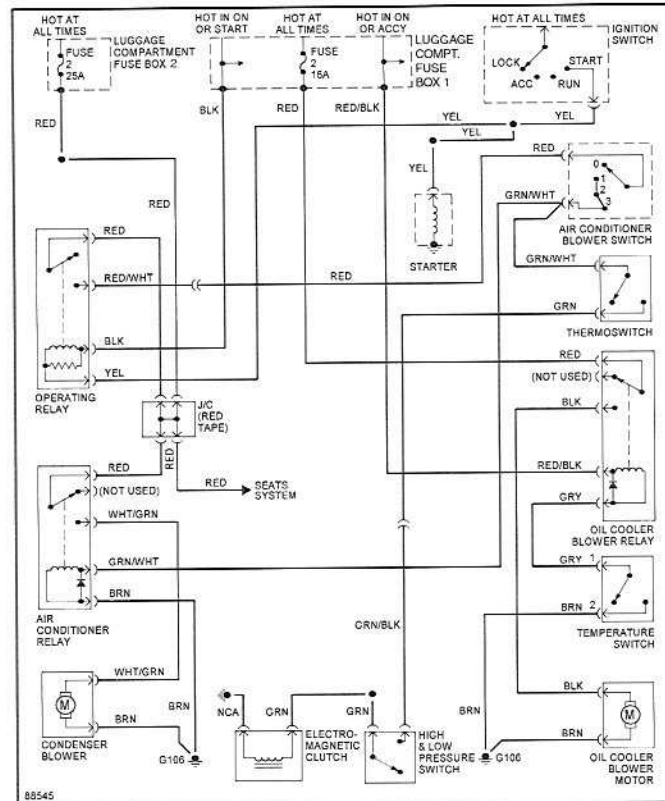 HOT AT
ALL TIMES
FUSE
2
25A
LUGGAGE
COMPARTMENT
FUSE BOX 2
HOT IN ON
OR START
HOT AT
ALL TIMES
FUSE
2
15A
HOT IN ON
OR ACCY
LUGGAGE
COMPT.
FUSE
BOX 1
HOT AT ALL TIMES
IGNITION
SWITCH
LOCK
START
ACC
RUN
RED
BLK
RED
RED/BLK
YEL
YEL
YEL
YEL
STARTER
RED
0
1
2
3
GRN/WHT
AIR CONDITIONER
BLOWER SWITCH
RED
RED
RED/WHT
RED
BLK
YEL
OPERATING
RELAY
GRN/WHT
GRN
THERMOSWITCH
J/C
(RED
TAPE)
RED
RED
SEATS
SYSTEM
RED
(NOT USED)
BLK
RED/BLK
GRY
OIL COOLER
BLOWER RELAY
RED
(NOT USED)
WHT/GRN
GRN/WHT
BRN
AIR
CONDITIONER
RELAY
GRY
1
BRN
2
TEMPERATURE
SWITCH
GRN/BLK
WHT/GRN
M
BRN
CONDENSER
BLOWER
BRN
G106
NCA
GRN
ELECTRO-
MAGNETIC
CLUTCH
GRN
HIGH
& LOW
PRESSURE
SWITCH
BRN
G106
BLK
M
BRN
OIL COOLER
BLOWER
MOTOR
88545